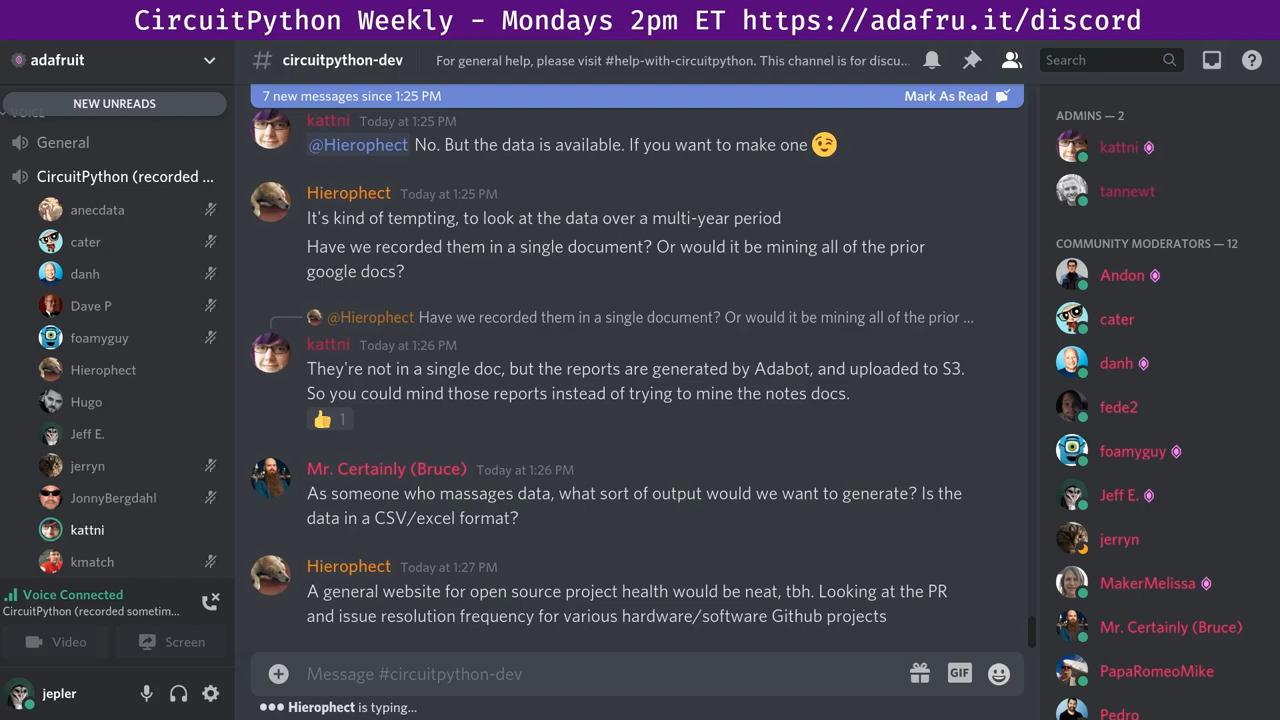 CircuitPython Weekly – Mondays 2pm ET https://adafru.it/discord
adafruit
NEW UNREADS
VOICE
General
CircuitPython (recorded ...
anecdata
cater
danh
Dave P
foamyguy
Hierophect
Hugo
Jeff E.
jerryn
JonnyBergdahl
kattni
kmatch
Voice Connected
CircuitPython (recorded sometim...
Video
Screen
jepler
# circuitpython-dev
For general help, please visit #help-with-circuitpython. This channel is for discu...
Search
7 new messages since 1:25 PM
Mark As Read
kattni Today at 1:25 PM
@Hierophect No. But the data is available. If you want to make one 😉
Hierophect Today at 1:25 PM
It's kind of tempting, to look at the data over a multi-year period
Have we recorded them in a single document? Or would it be mining all of the prior
google docs?
@Hierophect Have we recorded them in a single document? Or would it be mining all of the prior ...
kattni Today at 1:26 PM
They're not in a single doc, but the reports are generated by Adabot, and uploaded to S3.
So you could mind those reports instead of trying to mine the notes docs.
👍 1
Mr. Certainly (Bruce) Today at 1:26 PM
As someone who massages data, what sort of output would we want to generate? Is the
data in a CSV/excel format?
Hierophect Today at 1:27 PM
A general website for open source project health would be neat, tbh. Looking at the PR
and issue resolution frequency for various hardware/software Github projects
Message #circuitpython-dev
GIF
Hierophect is typing...
ADMINS — 2
kattni
tannewt
COMMUNITY MODERATORS — 12
Andon
cater
danh
fede2
foamyguy
Jeff E.
jerryn
MakerMelissa
Mr. Certainly (Bruce)
PapaRomeoMike
Pedro